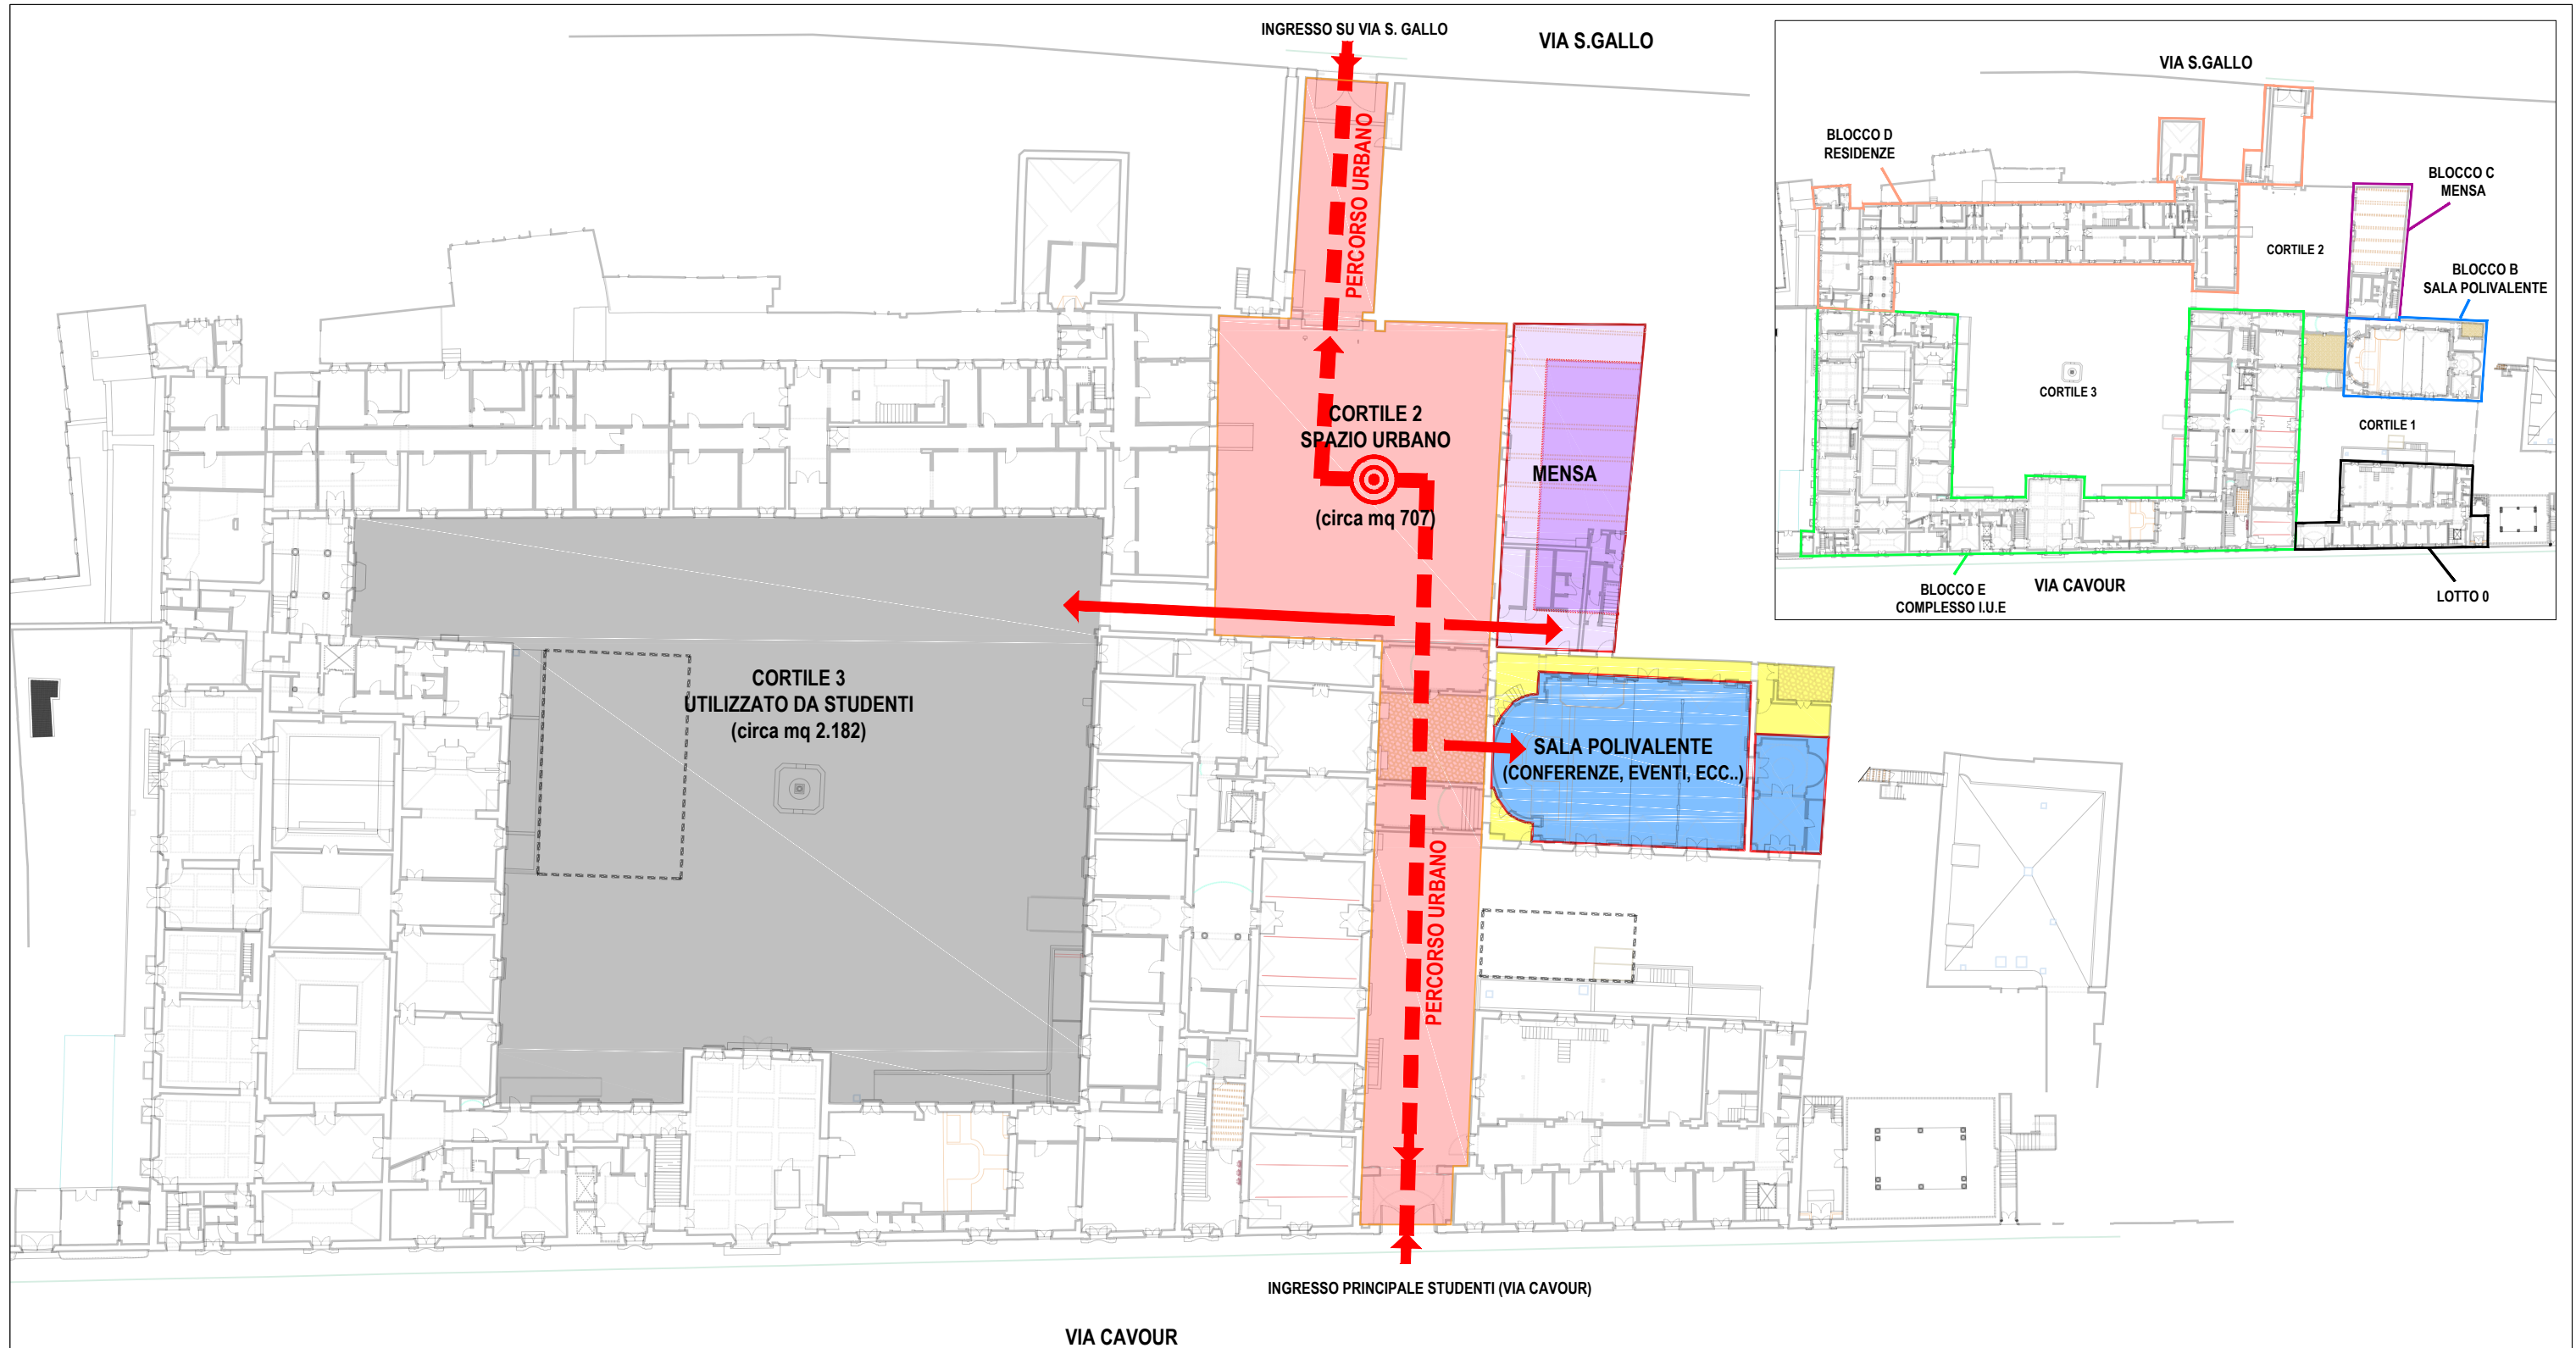 INGRESSO SU VIA S. GALLO
VIA S.GALLO
PERCORSO URBANO
CORTILE 2
SPAZIO URBANO
(circa mq 707)
MENSA
CORTILE 3
UTILIZZATO DA STUDENTI
(circa mq 2.182)
SALA POLIVALENTE
(CONFERENZE, EVENTI, ECC..)
PERCORSO URBANO
INGRESSO PRINCIPALE STUDENTI (VIA CAVOUR)
VIA CAVOUR
VIA S.GALLO
BLOCCO D
RESIDENZE
BLOCCO C
MENSA
CORTILE 2
BLOCCO B
SALA POLIVALENTE
CORTILE 3
CORTILE 1
BLOCCO E
COMPLESSO I.U.E
VIA CAVOUR
LOTTO 0